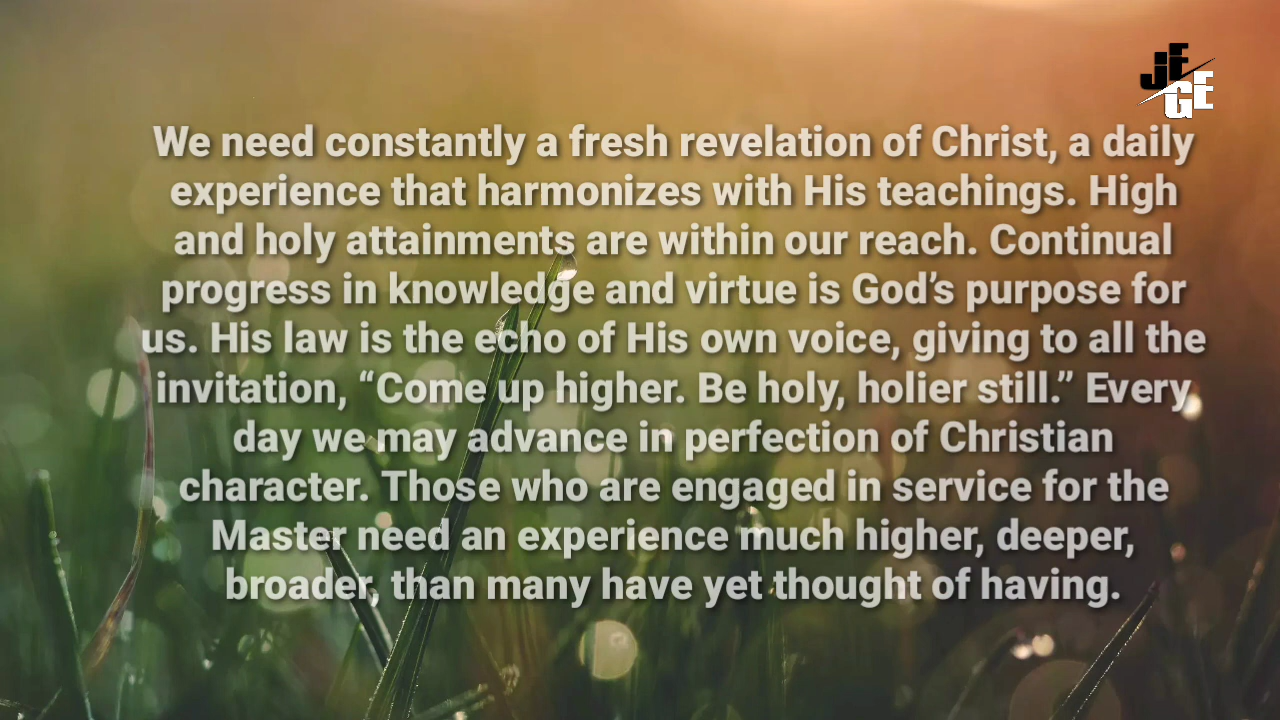 JF
GFE
We need constantly a fresh revelation of Christ, a daily
experience that harmonizes with His teachings. High
and holy attainments are within our reach. Continual
progress in knowledge and virtue is God’s purpose for
us. His law is the echo of His own voice, giving to all the
invitation, “Come up higher. Be holy, holier still.” Every
day we may advance in perfection of Christian
character. Those who are engaged in service for the
Master need an experience much higher, deeper,
broader, than many have yet thought of having.